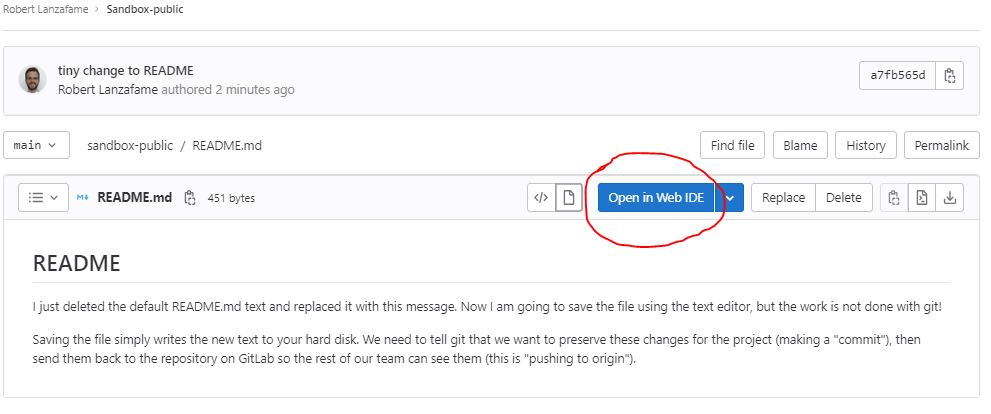 Robert Lanzafame > Sandbox-public
tiny change to README
Robert Lanzafame authored 2 minutes ago
a7fb565d
main
sandbox-public / README.md
Find file
Blame
History
Permalink
M↓ README.md 451 bytes
</>
Open in Web IDE
Replace
Delete
README
I just deleted the default README.md text and replaced it with this message. Now I am going to save the file using the text editor, but the work is not done with git!
Saving the file simply writes the new text to your hard disk. We need to tell git that we want to preserve these changes for the project (making a "commit"), then
send them back to the repository on GitLab so the rest of our team can see them (this is "pushing to origin").